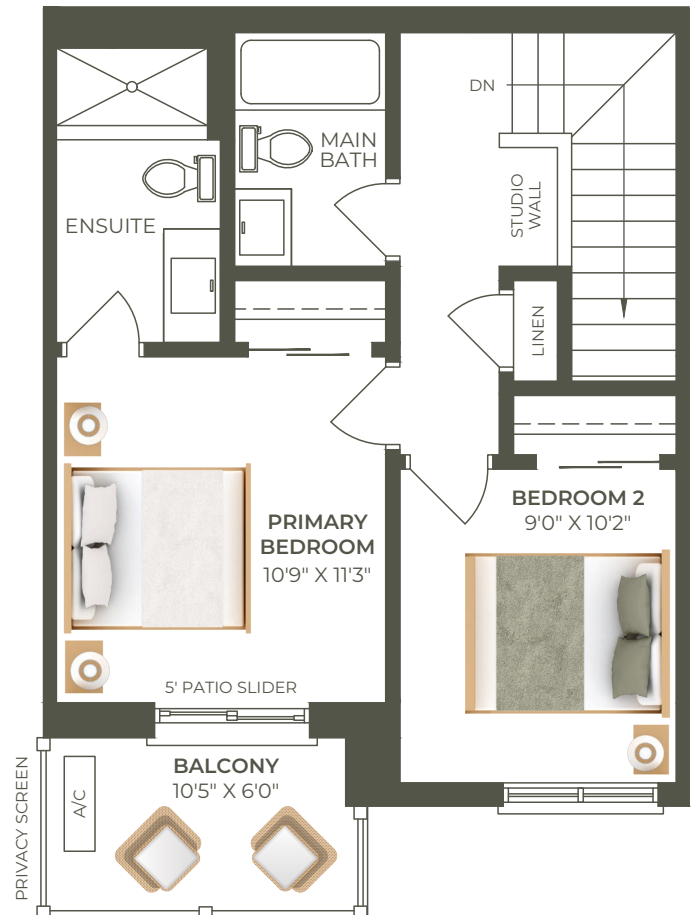 DN
MAIN
BATH
STUDIO
WALL
ENSUITE
LINEN
BEDROOM 2
9'0" X 10'2"
PRIMARY
BEDROOM
10'9" X 11'3"
5' PATIO SLIDER
BALCONY
10'5" X 6'0"
A/C
PRIVACY SCREEN